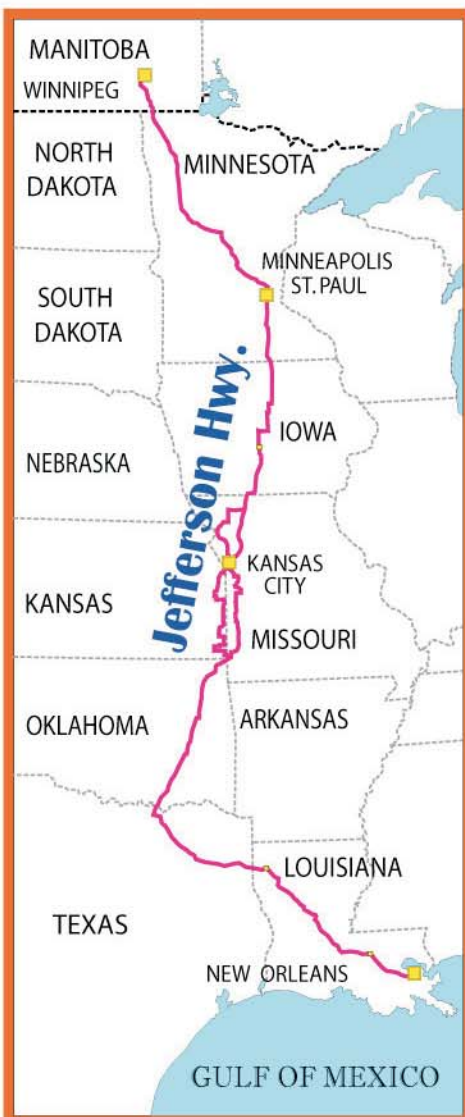 MANITOBA
WINNIPEG
NORTH
DAKOTA
MINNESOTA
MINNEAPOLIS
ST. PAUL
SOUTH
DAKOTA
Jefferson Hwy.
IOWA
NEBRASKA
KANSAS
CITY
KANSAS
MISSOURI
OKLAHOMA
ARKANSAS
LOUISIANA
TEXAS
NEW ORLEANS
GULF OF MEXICO